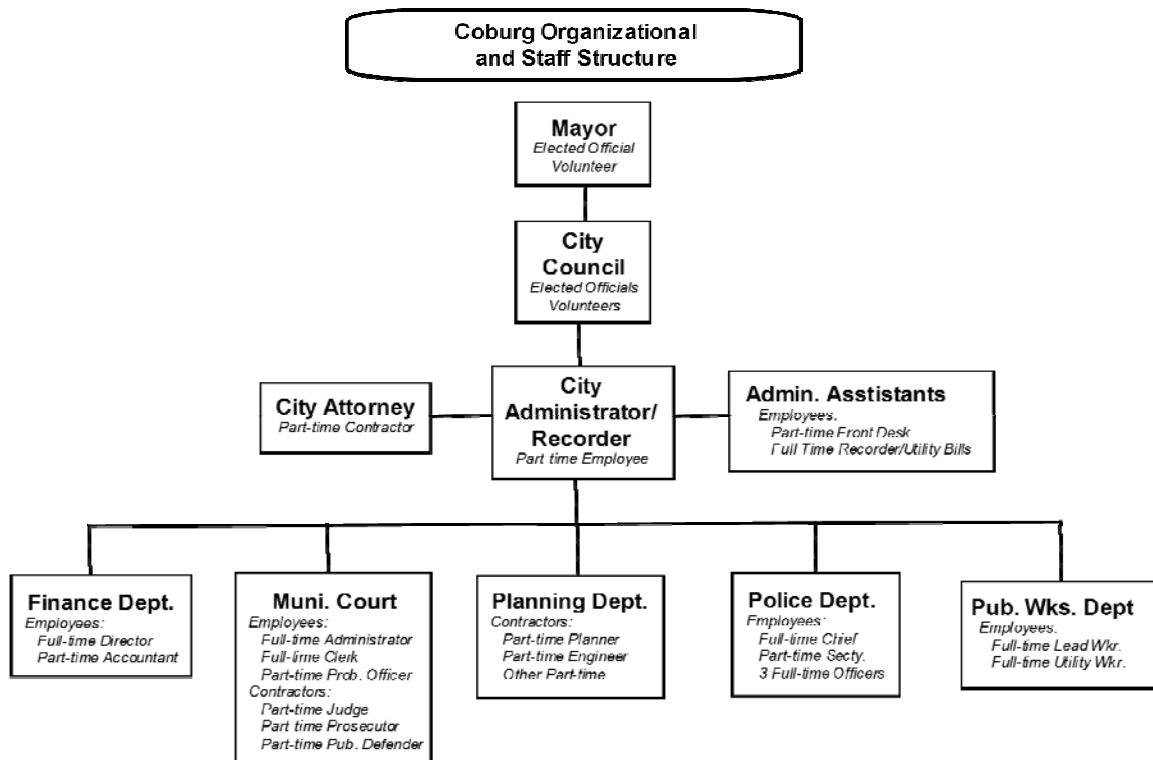 Coburg Organizational
and Staff Structure
Mayor
Elected Official
Volunteer
City
Council
Elected Officials
Volunteers
City Attorney
Part-time Contractor
City
Administrator/
Recorder
Part time Employee
Admin. Asstistants
Employees:
Part-time Front Desk
Full Time Recorder/Utility Bills
Finance Dept.
Employees:
Full-time Director
Part-time Accountant
Muni. Court
Employees:
Full-time Administrator
Full-time Clerk
Part-time Prob. Officer
Contractors:
Part-time Judge
Part time Prosecutor
Part-time Pub. Defender
Planning Dept.
Contractors:
Part-time Planner
Part-time Engineer
Other Part-time
Police Dept.
Employees:
Full-time Chief
Part-time Secty.
3 Full-time Officers
Pub. Wks. Dept
Employees.
Full-time Lead Wkr.
Full-time Utility Wkr.